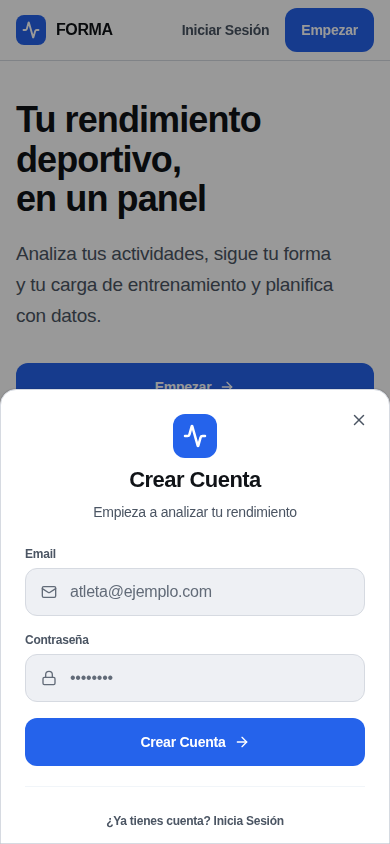 FORMA
Iniciar Sesión
Empezar
Tu rendimiento
deportivo,
en un panel
Analiza tus actividades, sigue tu forma
y tu carga de entrenamiento y planifica
con datos.
Empezar
Crear Cuenta
Empieza a analizar tu rendimiento
Email
atleta@ejemplo.com
Contraseña
••••••••
Crear Cuenta
¿Ya tienes cuenta? Inicia Sesión